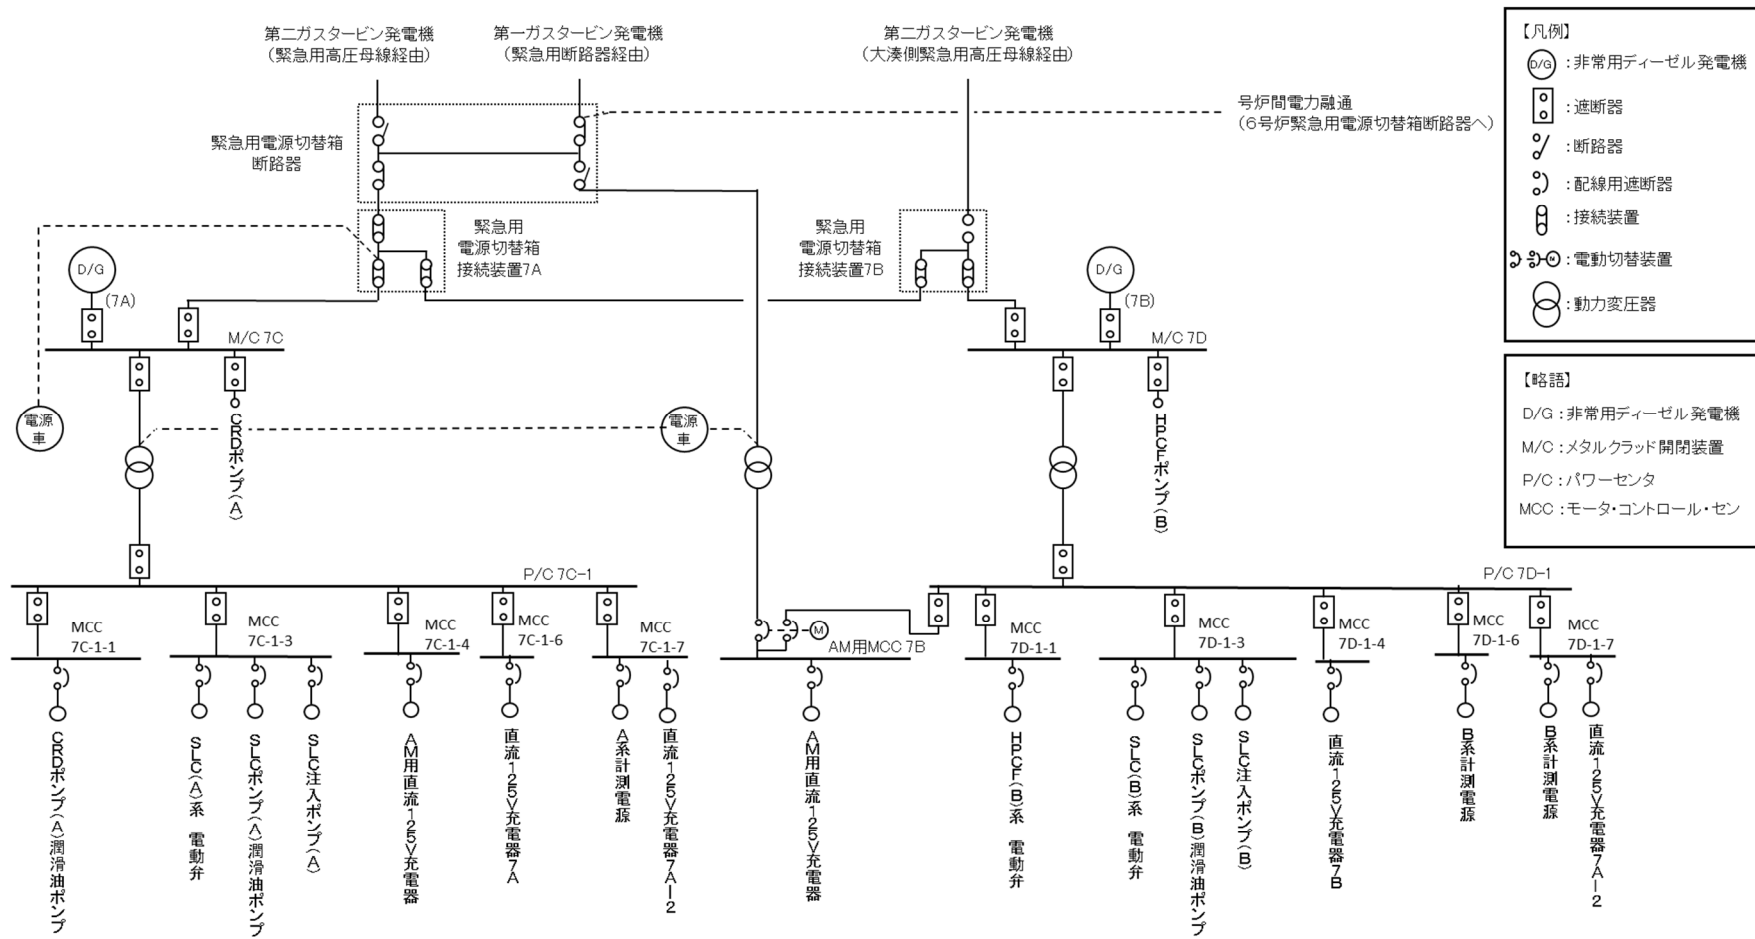 第二ガスタービン発電機
（緊急用高圧母線経由）
第一ガスタービン発電機
（緊急用断路器経由）
第二ガスタービン発電機
（大湊側緊急用高圧母線経由）
号炉間電力融通
（6号炉緊急用電源切替箱断路器へ）
緊急用電源切替箱
断路器
緊急用
電源切替箱
接続装置7A
緊急用
電源切替箱
接続装置7B
D/G
(7A)
D/G
(7B)
M/C 7C
M/C 7D
電源
車
電源
車
CRDポンプ(A)
HPCFポンプ(B)
P/C 7C-1
P/C 7D-1
MCC
7C-1-1
MCC
7C-1-3
MCC
7C-1-4
MCC
7C-1-6
MCC
7C-1-7
M
AM用MCC 7B
MCC
7D-1-1
MCC
7D-1-3
MCC
7D-1-4
MCC
7D-1-6
MCC
7D-1-7
CRDポンプ(A)潤滑油ポンプ
SLC(A)系 電動弁
SLCポンプ(A)潤滑油ポンプ
SLC注入ポンプ(A)
AM用直流125V充電器
直流125V充電器7A
A系計測電源
直流125V充電器7A-2
AM用直流125V充電器
HPCF(B)系 電動弁
SLC(B)系 電動弁
SLCポンプ(B)潤滑油ポンプ
SLC注入ポンプ(B)
直流125V充電器7B
B系計測電源
B系計測電源
直流125V充電器7A-2
【凡例】
D/G
：非常用ディーゼル発電機
：遮断器
：断路器
：配線用遮断器
：接続装置
M
：電動切替装置
：動力変圧器
【略語】
D/G：非常用ディーゼル発電機
M/C：メタルクラッド開閉装置
P/C：パワーセンタ
MCC：モータ・コントロール・セン